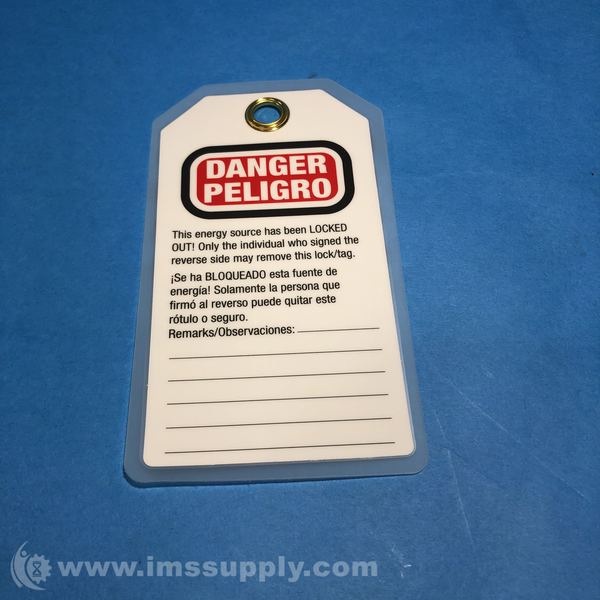 DANGER
PELIGRO
This energy source has been LOCKED
OUT! Only the individual who signed the
reverse side may remove this lock/tag.
¡Se ha BLOQUEADO esta fuente de
energía! Solamente la persona que
firmó al reverso puede quitar este
rótulo o seguro.
Remarks/Observaciones:
www.imssupply.com